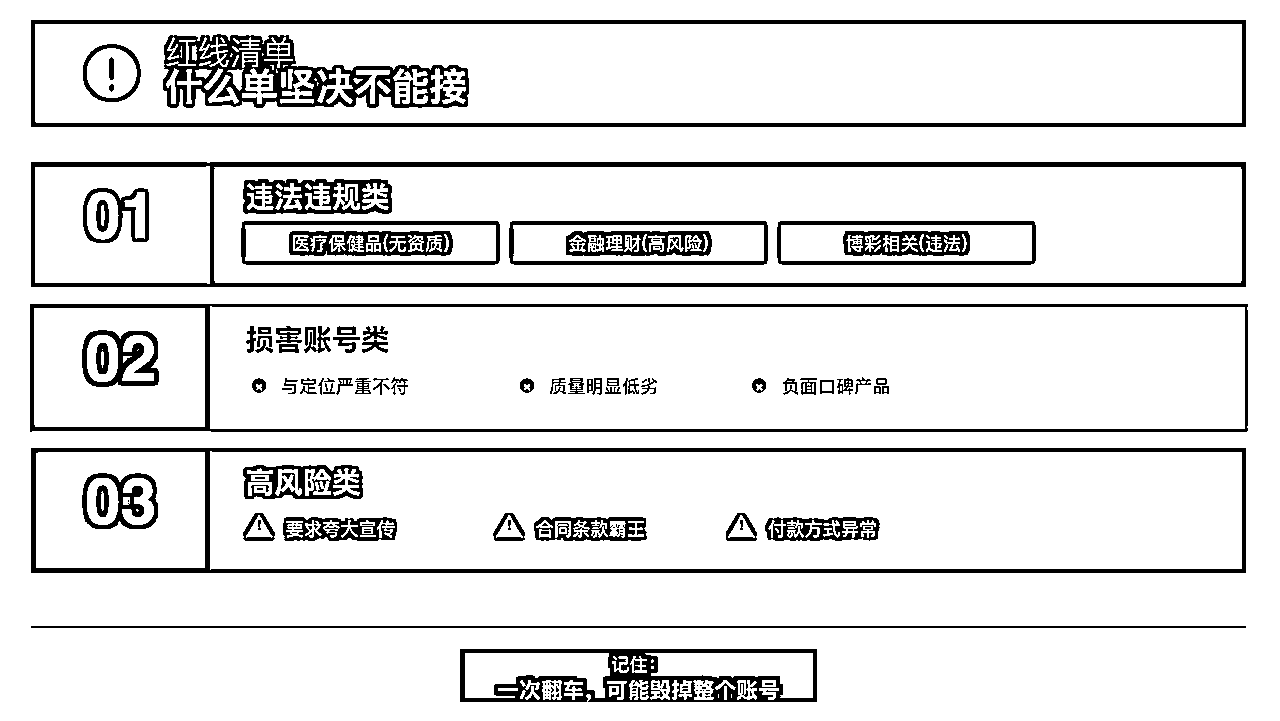 红线清单
什么单坚决不能接
01
违法违规类
医疗保健品(无资质)
金融理财(高风险)
博彩相关(违法)
02
损害账号类
与定位严重不符
质量明显低劣
负面口碑产品
03
高风险类
要求夸大宣传
合同条款霸王
付款方式异常
记住：
一次翻车，可能毁掉整个账号